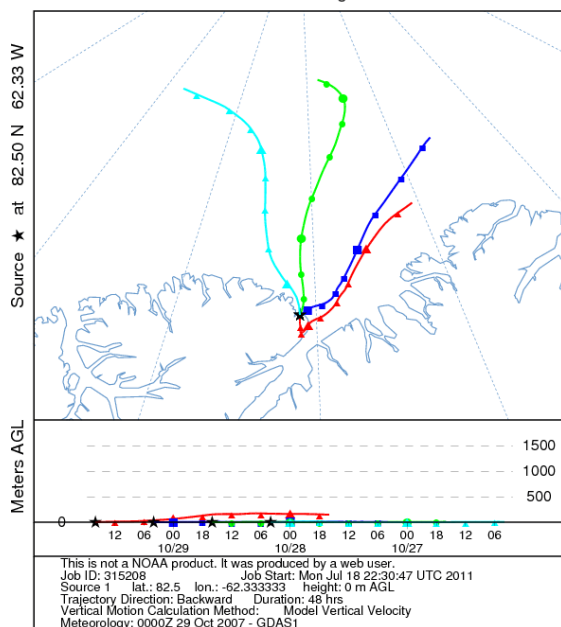 Source ★ at 82.50 N 62.33 W
Meters AGL
1500
1000
500
0
12 06 00 18 12 06 00 18 12 06 00 18 12 06
10/29 10/28 10/27
This is not a NOAA product. It was produced by a web user.
Job ID: 315208 Job Start: Mon Jul 18 22:30:47 UTC 2011
Source 1 lat.: 82.5 lon.: -62.333333 height: 0 m AGL
Trajectory Direction: Backward Duration: 48 hrs
Vertical Motion Calculation Method: Model Vertical Velocity
Meteorology: 0000Z 29 Oct 2007 - GDAS1